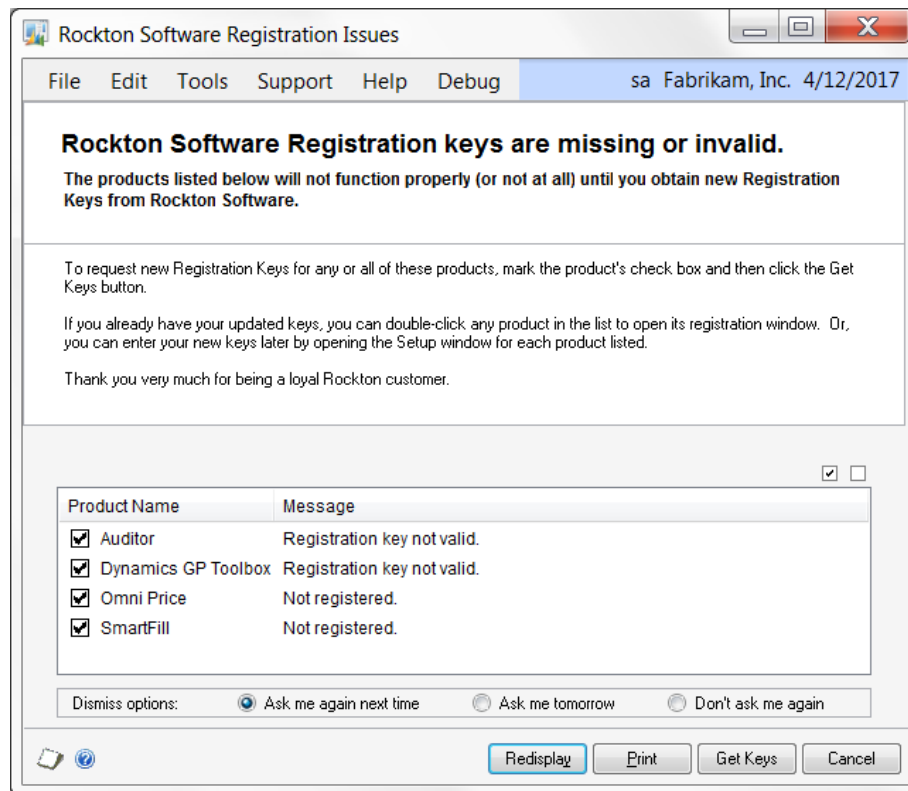 Rockton Software Registration Issues
File Edit Tools Support Help Debug sa Fabrikam, Inc. 4/12/2017
Rockton Software Registration keys are missing or invalid.
The products listed below will not function properly (or not at all) until you obtain new Registration
Keys from Rockton Software.
To request new Registration Keys for any or all of these products, mark the product's check box and then click the Get
Keys button.
If you already have your updated keys, you can double-click any product in the list to open its registration window. Or,
you can enter your new keys later by opening the Setup window for each product listed.
Thank you very much for being a loyal Rockton customer.
Product Name Message
Auditor Registration key not valid.
Dynamics GP Toolbox Registration key not valid.
Omni Price Not registered.
SmartFill Not registered.
Dismiss options: Ask me again next time Ask me tomorrow Don't ask me again
Redisplay Print Get Keys Cancel